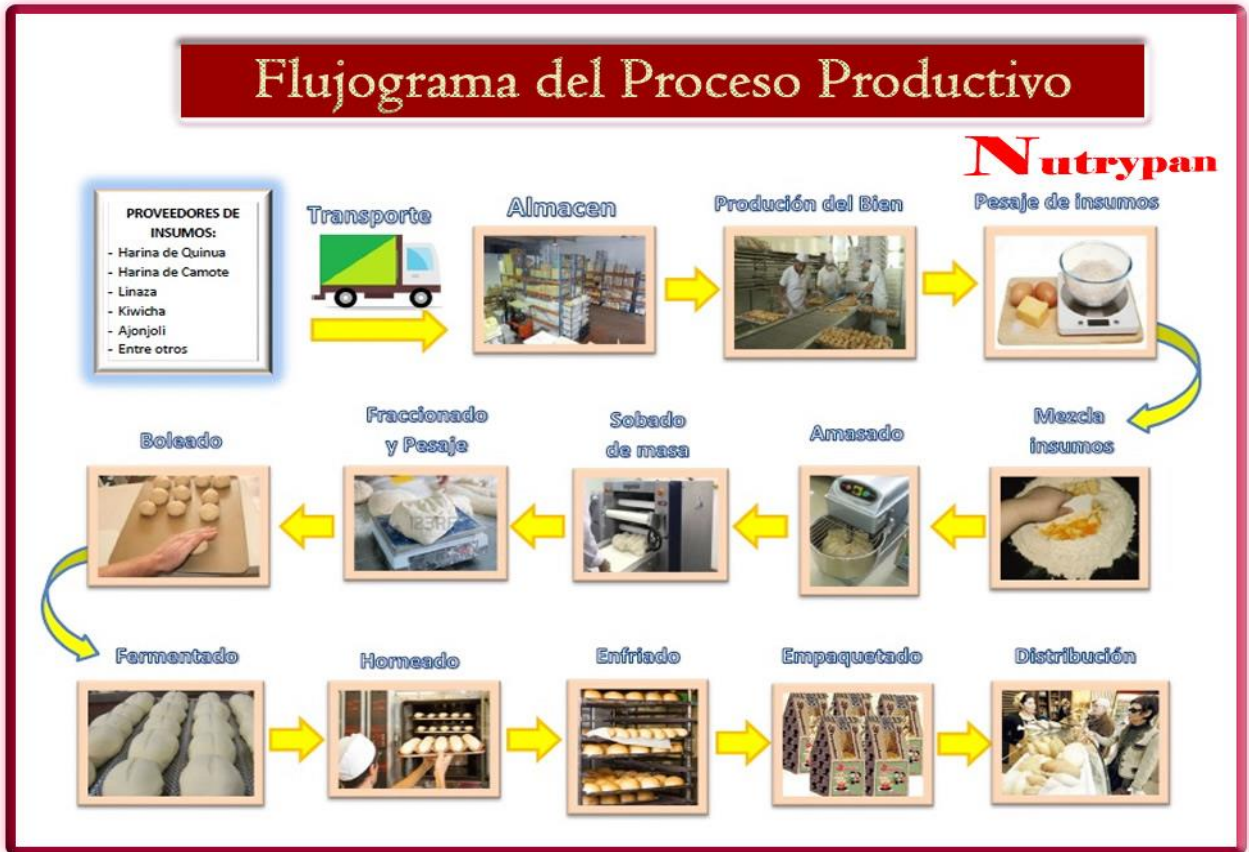 Flujograma del Proceso Productivo
Nutrypan
PROVEEDORES DE
INSUMOS:
- Harina de Quinua
- Harina de Camote
- Linaza
- Kiwicha
- Ajonjoli
- Entre otros
Transporte
Almacen
Produción del Bien
Pesaje de insumos
Mezcla
insumos
Amasado
Sobado
de masa
Fraccionado
y Pesaje
123RF
Boleado
Fermentado
Horneado
Enfriado
Empaquetado
Distribución